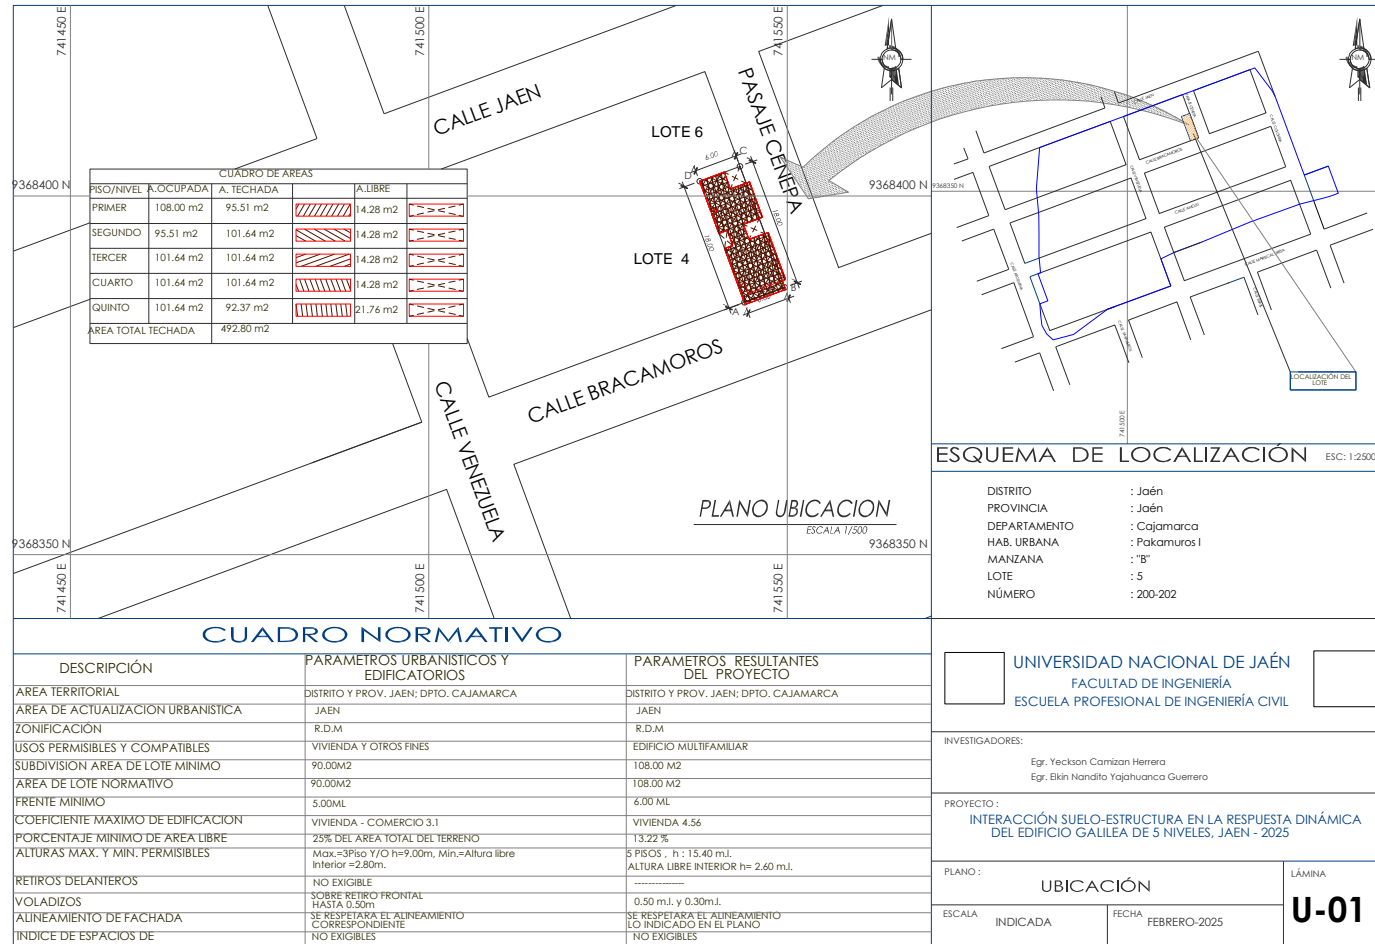 741450 E
741500 E
741550 E
CALLE JAEN
PASAJE CENEPA
LOTE 6
LOTE 4
9368400 N
9368400 N
C
D
A
B
6.00
18.00
18.00
CUADRO DE AREAS
PISO/NIVEL A.OCUPADA A. TECHADA A.LIBRE
PRIMER 108.00 m2 95.51 m2 14.28 m2
SEGUNDO 95.51 m2 101.64 m2 14.28 m2
TERCER 101.64 m2 101.64 m2 14.28 m2
CUARTO 101.64 m2 101.64 m2 14.28 m2
QUINTO 101.64 m2 92.37 m2 21.76 m2
AREA TOTAL TECHADA 492.80 m2
CALLE BRACAMOROS
CALLE VENEZUELA
PLANO UBICACION
ESCALA 1/500
9368350 N
9368350 N
741450 E
741500 E
741550 E
NM
NM
9368350 N
CALLE JAEN
CALLE BRACAMOROS
741500 E
LOCALIZACIÓN DEL
LOTE
ESQUEMA DE LOCALIZACIÓN ESC: 1:2500
DISTRITO : Jaén
PROVINCIA : Jaén
DEPARTAMENTO : Cajamarca
HAB. URBANA : Pakamuros I
MANZANA : "B"
LOTE : 5
NÚMERO : 200-202
CUADRO NORMATIVO
DESCRIPCIÓN
PARAMETROS URBANISTICOS Y
EDIFICATORIOS
PARAMETROS RESULTANTES
DEL PROYECTO
AREA TERRITORIAL DISTRITO Y PROV. JAEN; DPTO. CAJAMARCA DISTRITO Y PROV. JAEN; DPTO. CAJAMARCA
AREA DE ACTUALIZACION URBANISTICA JAEN JAEN
ZONIFICACIÓN R.D.M R.D.M
USOS PERMISIBLES Y COMPATIBLES VIVIENDA Y OTROS FINES EDIFICIO MULTIFAMILIAR
SUBDIVISION AREA DE LOTE MINIMO 90.00M2 108.00 M2
AREA DE LOTE NORMATIVO 90.00M2 108.00 M2
FRENTE MINIMO 5.00ML 6.00 ML
COEFICIENTE MAXIMO DE EDIFICACION VIVIENDA - COMERCIO 3.1 VIVIENDA 4.56
PORCENTAJE MINIMO DE AREA LIBRE 25% DEL AREA TOTAL DEL TERRENO 13.22 %
ALTURAS MAX. Y MIN. PERMISIBLES Max.=3Piso Y/O h=9.00m, Min.=Altura libre 5 PISOS , h : 15.40 m.l.
Interior =2.80m. ALTURA LIBRE INTERIOR h= 2.60 m.l.
RETIROS DELANTEROS NO EXIGIBLE ---------------
VOLADIZOS SOBRE RETIRO FRONTAL 0.50 m.l. y 0.30m.l.
HASTA 0.50m
ALINEAMIENTO DE FACHADA SE RESPETARA EL ALINEAMIENTO SE RESPETARA EL ALINEAMIENTO
CORRESPONDIENTE LO INDICADO EN EL PLANO
INDICE DE ESPACIOS DE NO EXIGIBLES NO EXIGIBLES
UNIVERSIDAD NACIONAL DE JAÉN
FACULTAD DE INGENIERÍA
ESCUELA PROFESIONAL DE INGENIERÍA CIVIL
INVESTIGADORES:
Egr. Yeckson Camizan Herrera
Egr. Elkin Nandito Yajahuanca Guerrero
PROYECTO :
INTERACCIÓN SUELO-ESTRUCTURA EN LA RESPUESTA DINÁMICA
DEL EDIFICIO GALILEA DE 5 NIVELES, JAEN - 2025
PLANO :
UBICACIÓN
LÁMINA
U-01
ESCALA INDICADA
FECHA FEBRERO-2025